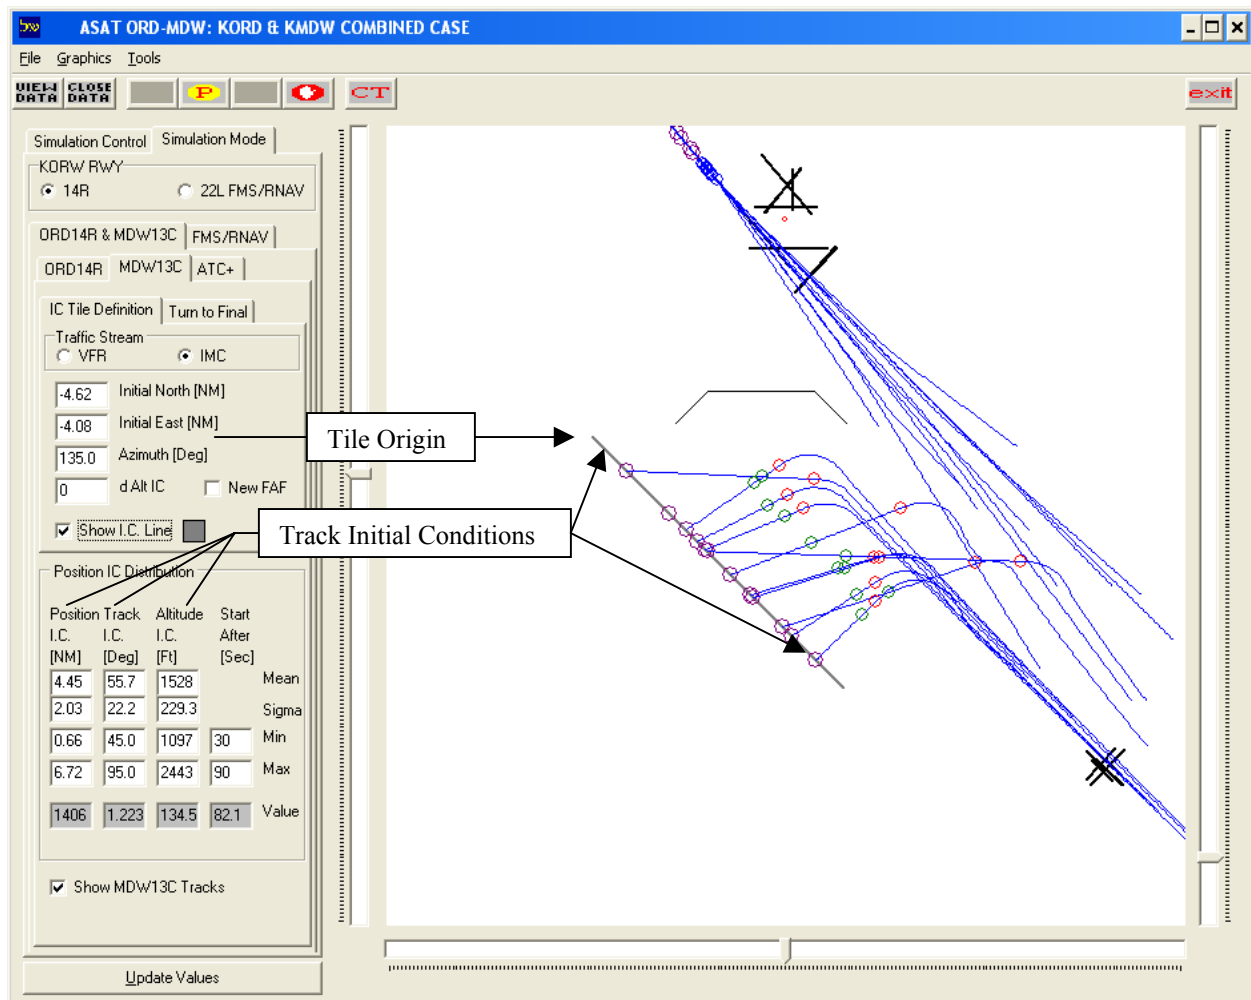 ASAT ORD-MDW: KORD & KMDW COMBINED CASE
File Graphics Tools
VIEW DATA CLOSE DATA P CT exit
Simulation Control Simulation Mode
KORW RWY
14R 22L FMS/RNAV
ORD14R & MDW13C FMS/RNAV
ORD14R MDW13C ATC+
IC Tile Definition Turn to Final
Traffic Stream
VFR IMC
-4.62 Initial North [NM]
-4.08 Initial East [NM]
135.0 Azimuth [Deg]
0 d Alt IC New FAF
Show I.C. Line
Tile Origin
Track Initial Conditions
Position IC Distribution
Position Track Altitude Start
I.C. I.C. I.C. After
[NM] [Deg] [Ft] [Sec]
4.45 55.7 1528 Mean
2.03 22.2 229.3 Sigma
0.66 45.0 1097 30 Min
6.72 95.0 2443 90 Max
1406 1.223 134.5 82.1 Value
Show MDW13C Tracks
Update Values